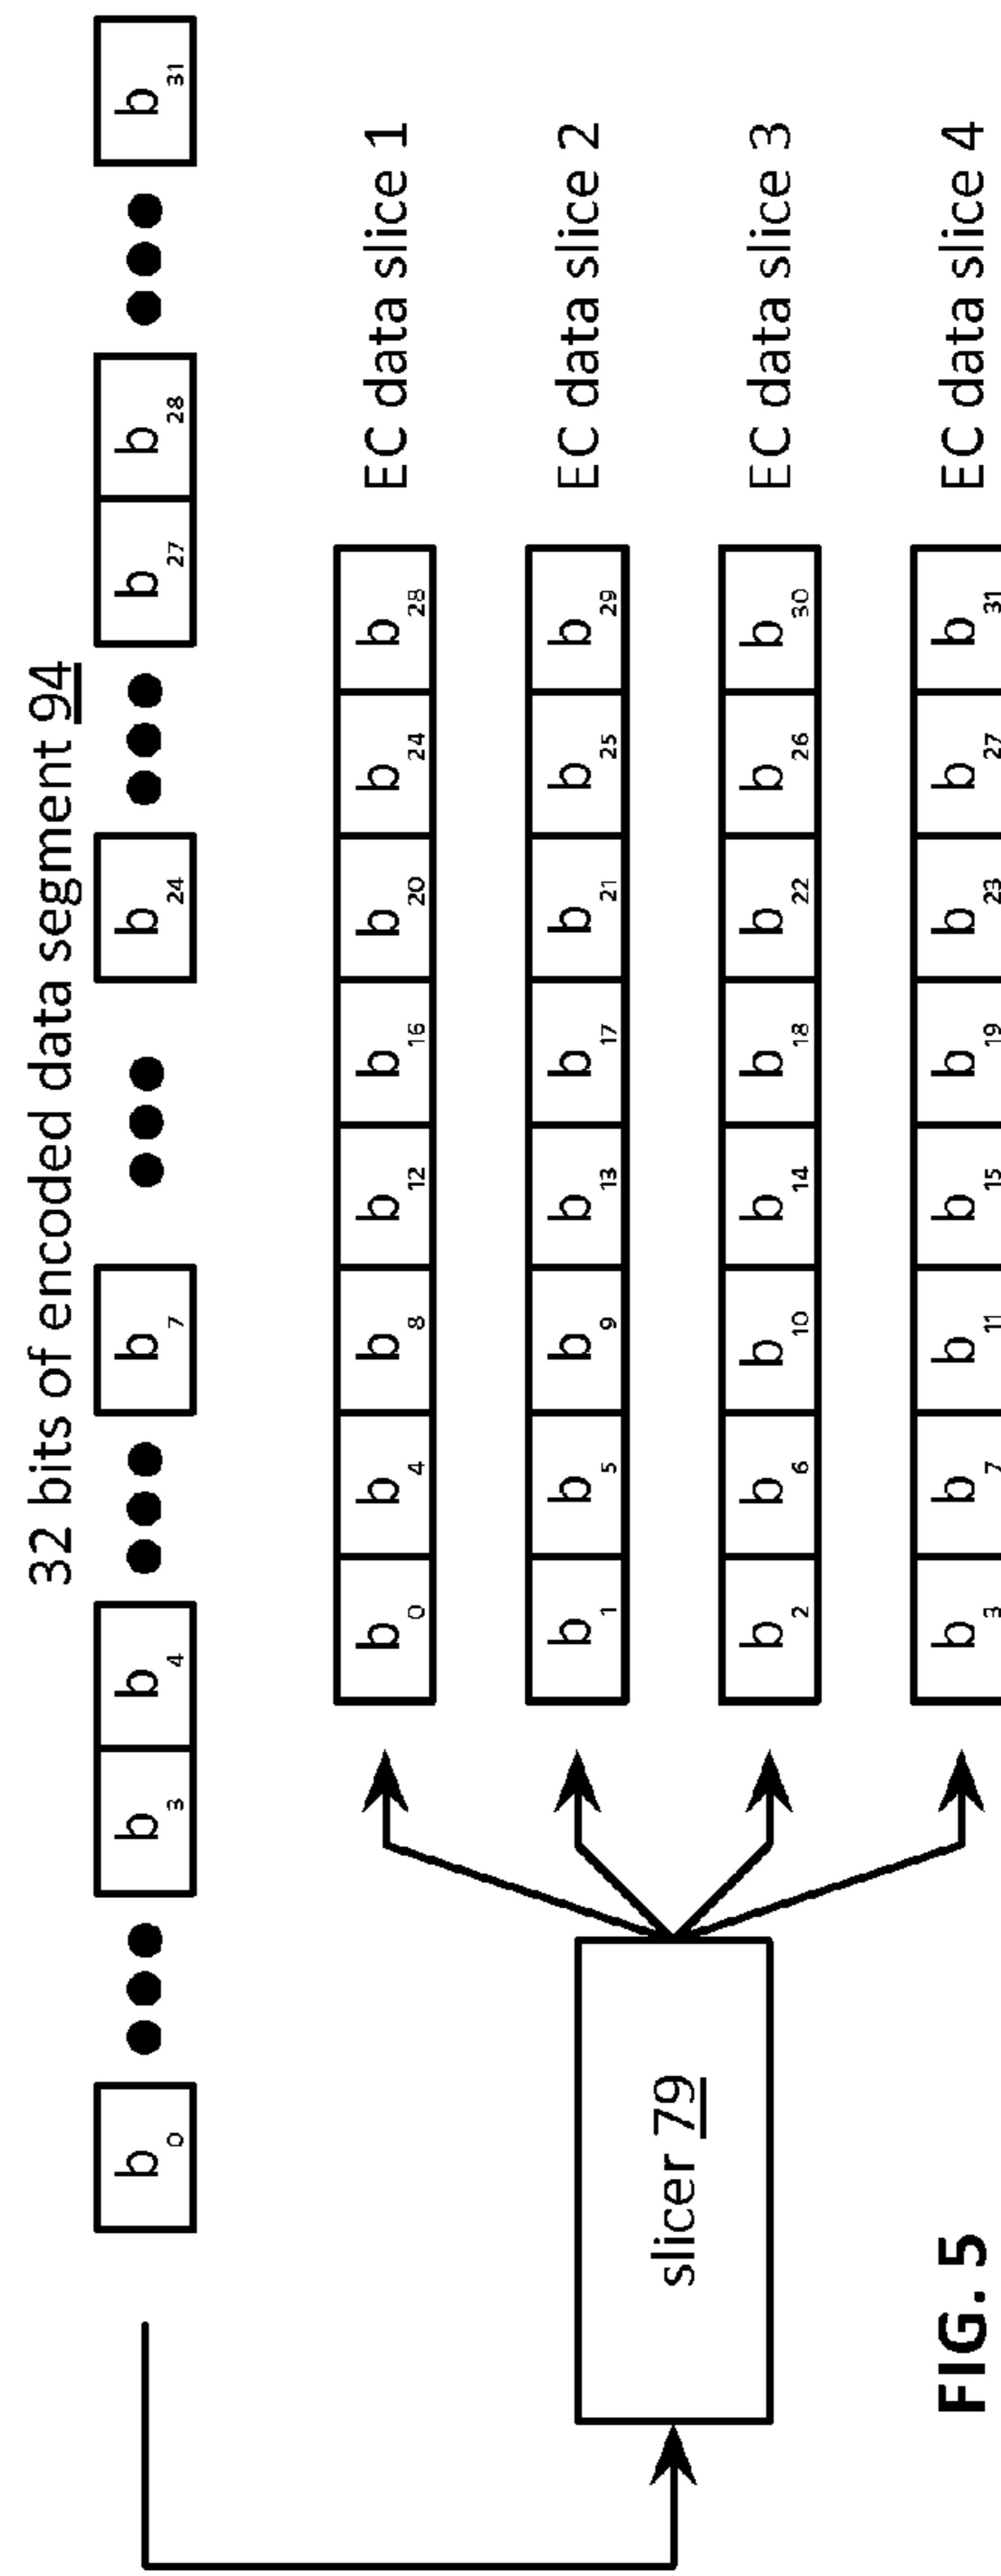 32 bits of encoded data segment 94
b0 ●●● b3 b4 ●●● b7 ●●● b24 ●●● b27 b28 ●●● b31
b0 b4 b8 b12 b16 b20 b24 b28 EC data slice 1
b1 b5 b9 b13 b17 b21 b25 b29 EC data slice 2
slicer 79
b2 b6 b10 b14 b18 b22 b26 b30 EC data slice 3
b3 b7 b11 b15 b19 b23 b27 b31 EC data slice 4
FIG. 5